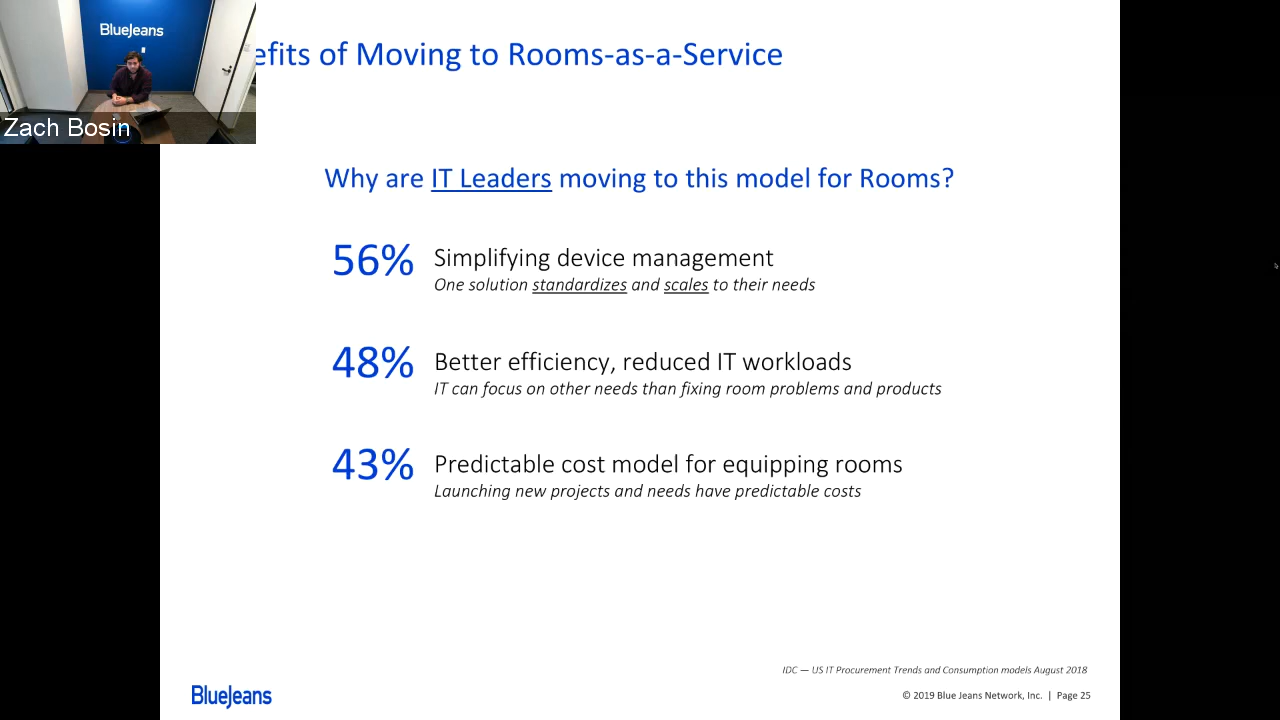 BlueJeans
Zach Bosin
efits of Moving to Rooms-as-a-Service
Why are IT Leaders moving to this model for Rooms?
56%
Simplifying device management
One solution standardizes and scales to their needs
48%
Better efficiency, reduced IT workloads
IT can focus on other needs than fixing room problems and products
43%
Predictable cost model for equipping rooms
Launching new projects and needs have predictable costs
IDC — US IT Procurement Trends and Consumption models August 2018
BlueJeans
© 2019 Blue Jeans Network, Inc. | Page 25